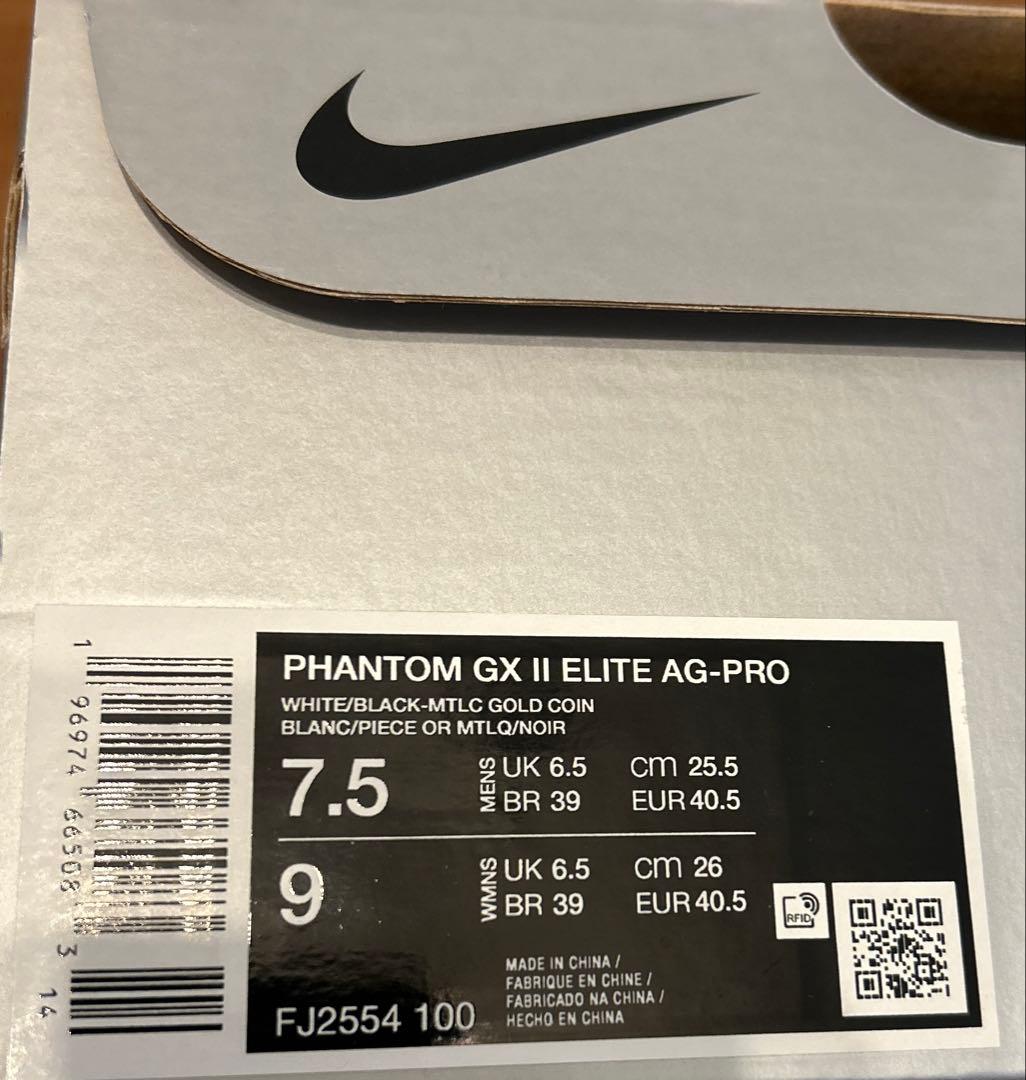 PHANTOM GX II ELITE AG-PRO
WHITE/BLACK-MTLC GOLD COIN
BLANC/PIECE OR MTLQ/NOIR
7.5 MENS UK 6.5 cm 25.5
BR 39 EUR 40.5
9 WMNS UK 6.5 cm 26
BR 39 EUR 40.5
RFID
MADE IN CHINA /
FABRIQUE EN CHINE /
FABRICADO NA CHINA /
HECHO EN CHINA
FJ2554 100
1 96974 66508 3 14